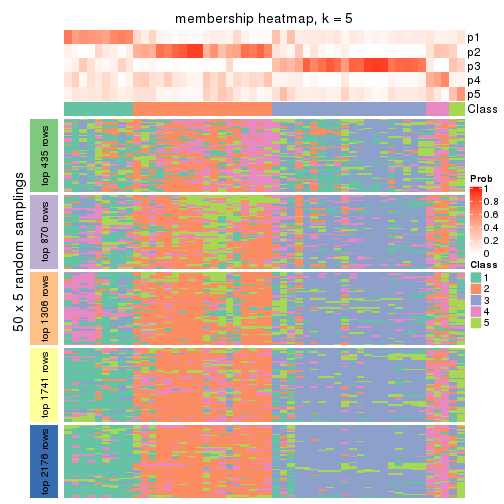 membership heatmap, k = 5
p1
p2
p3
p4
p5
Class
50 x 5 random samplings
top 435 rows
top 870 rows
top 1306 rows
top 1741 rows
top 2176 rows
Prob
1
0.8
0.6
0.4
0.2
0
Class
1
2
3
4
5